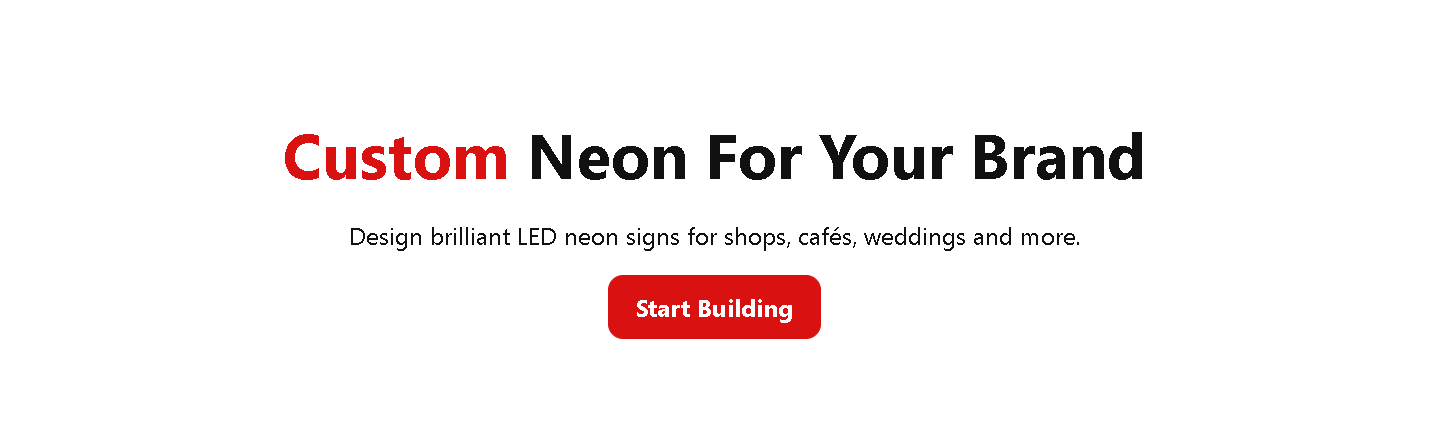 Custom Neon For Your Brand
Design brilliant LED neon signs for shops, cafés, weddings and more.
Start Building